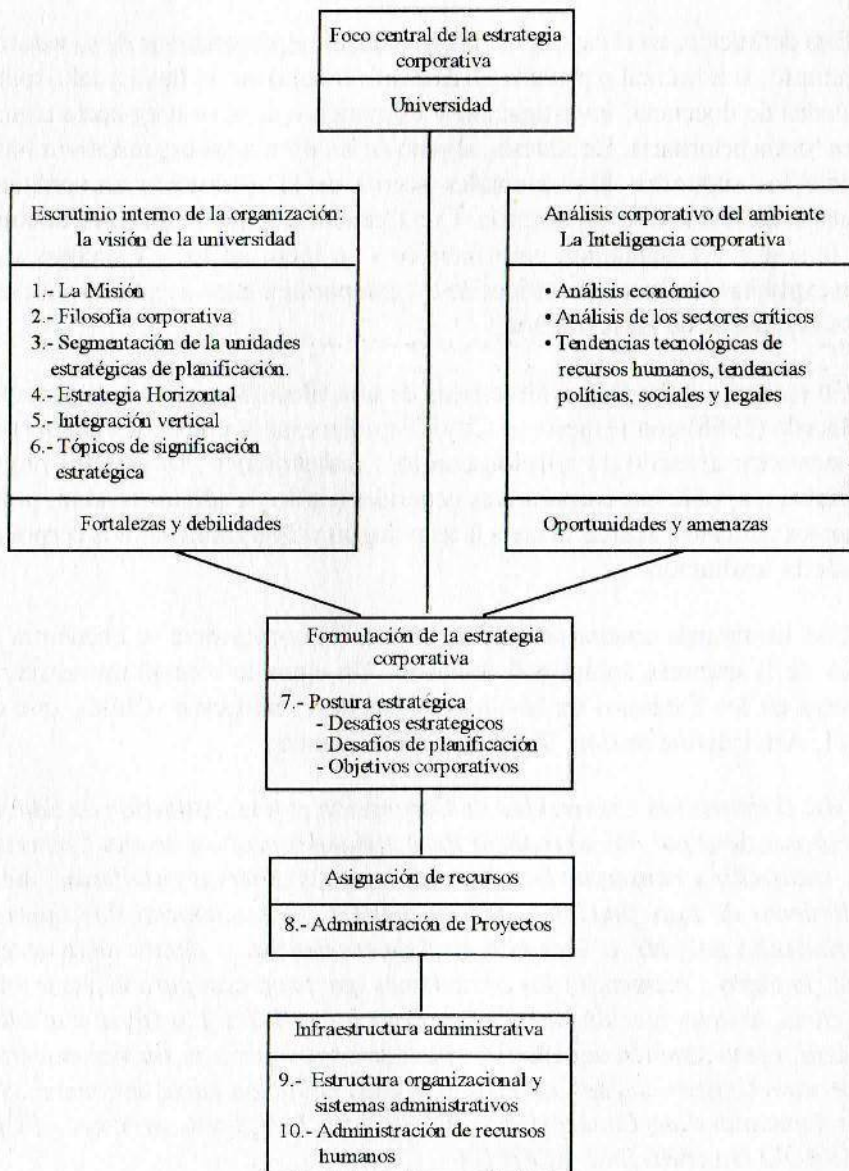 Foco central de la estrategia
corporativa
Universidad
Escrutinio interno de la organización:
la visión de la universidad
1.- La Misión
2.- Filosofía corporativa
3.- Segmentación de la unidades
estratégicas de planificación.
4.- Estrategia Horizontal
5.- Integración vertical
6.- Tópicos de significación
estratégica
Fortalezas y debilidades
Análisis corporativo del ambiente
La Inteligencia corporativa
• Análisis económico
• Análisis de los sectores críticos
• Tendencias tecnológicas de
recursos humanos, tendencias
políticas, sociales y legales
Oportunidades y amenazas
Formulación de la estrategia
corporativa
7.- Postura estratégica
- Desafíos estrategicos
- Desafíos de planificación
- Objetivos corporativos
Asignación de recursos
8.- Administración de Proyectos
Infraestructura administrativa
9.- Estructura organizacional y
sistemas administrativos
10.- Administración de recursos
humanos